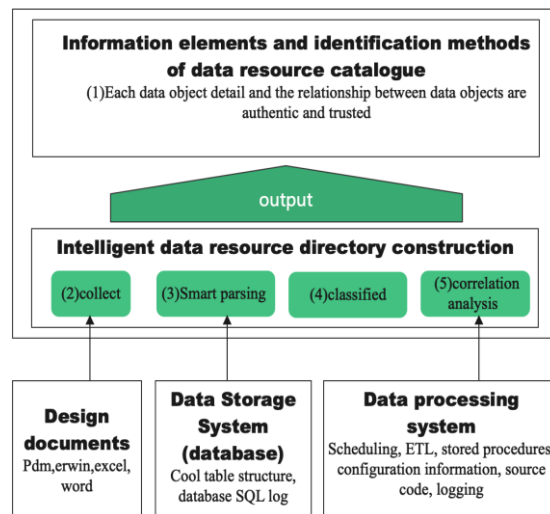 Information elements and identification methods
of data resource catalogue
(1)Each data object detail and the relationship between data objects are
authentic and trusted
output
Intelligent data resource directory construction
(2)collect
(3)Smart parsing
(4)classified
(5)correlation
analysis
Design
documents
Pdm,erwin,excel,
word
Data Storage
System
(database)
Cool table structure,
database SQL log
Data processing
system
Scheduling, ETL, stored procedures,
configuration information, source
code, logging